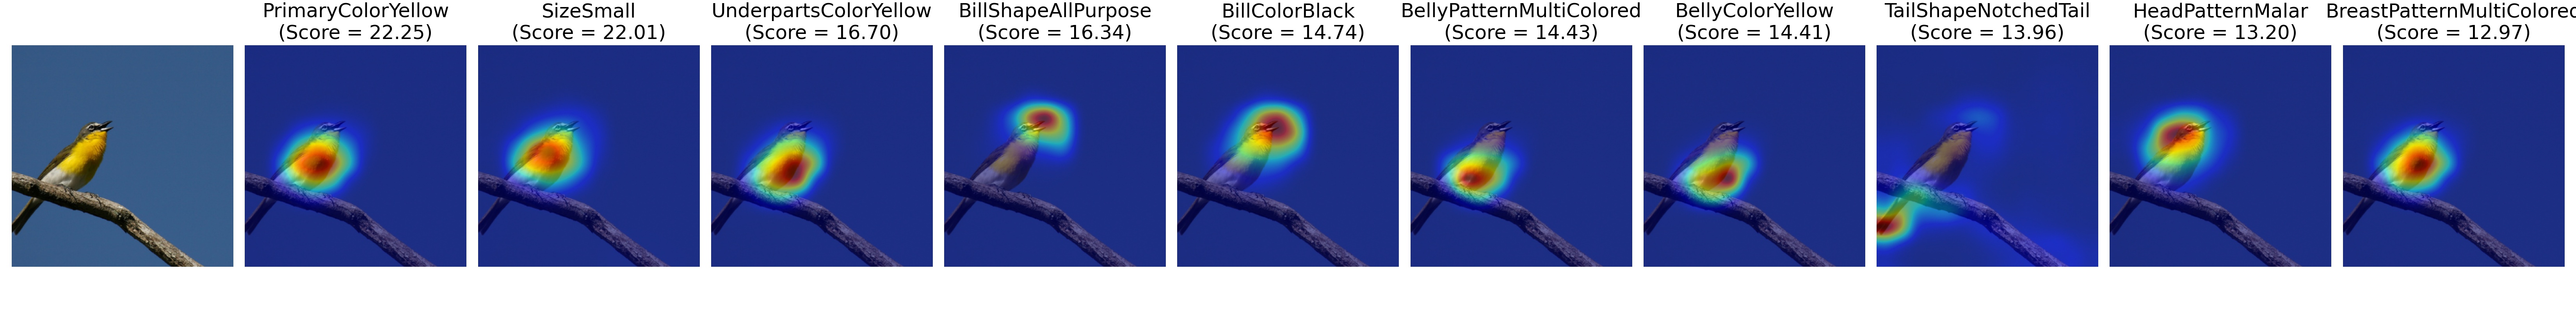 PrimaryColorYellow
(Score = 22.25)
SizeSmall
(Score = 22.01)
UnderpartsColorYellow
(Score = 16.70)
BillShapeAllPurpose
(Score = 16.34)
BillColorBlack
(Score = 14.74)
BellyPatternMultiColored
(Score = 14.43)
BellyColorYellow
(Score = 14.41)
TailShapeNotchedTail
(Score = 13.96)
HeadPatternMalar
(Score = 13.20)
BreastPatternMultiColored
(Score = 12.97)